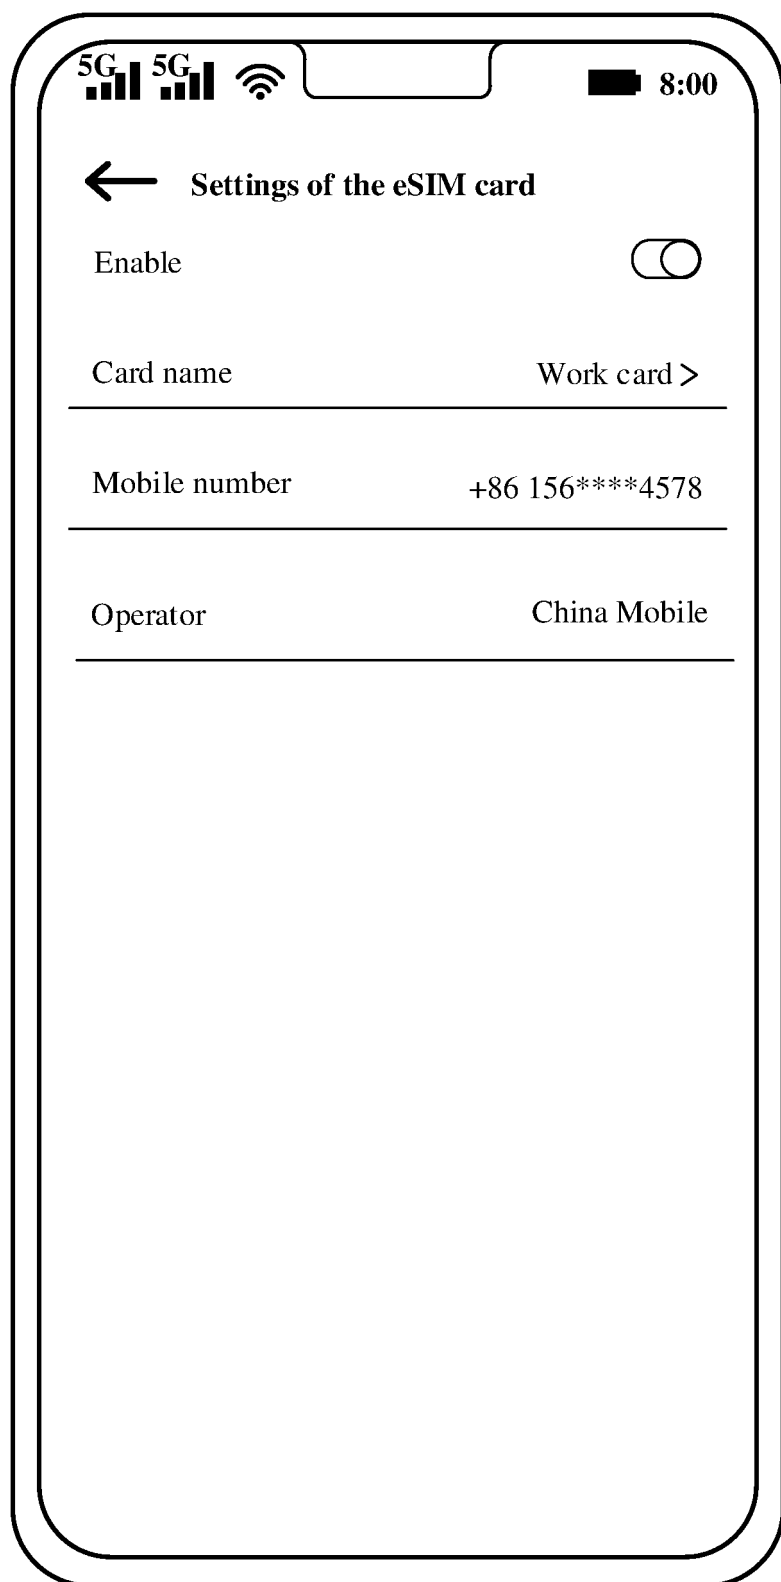 5G 5G 8:00
Settings of the eSIM card
Enable
Card name Work card >
Mobile number +86 156****4578
Operator China Mobile